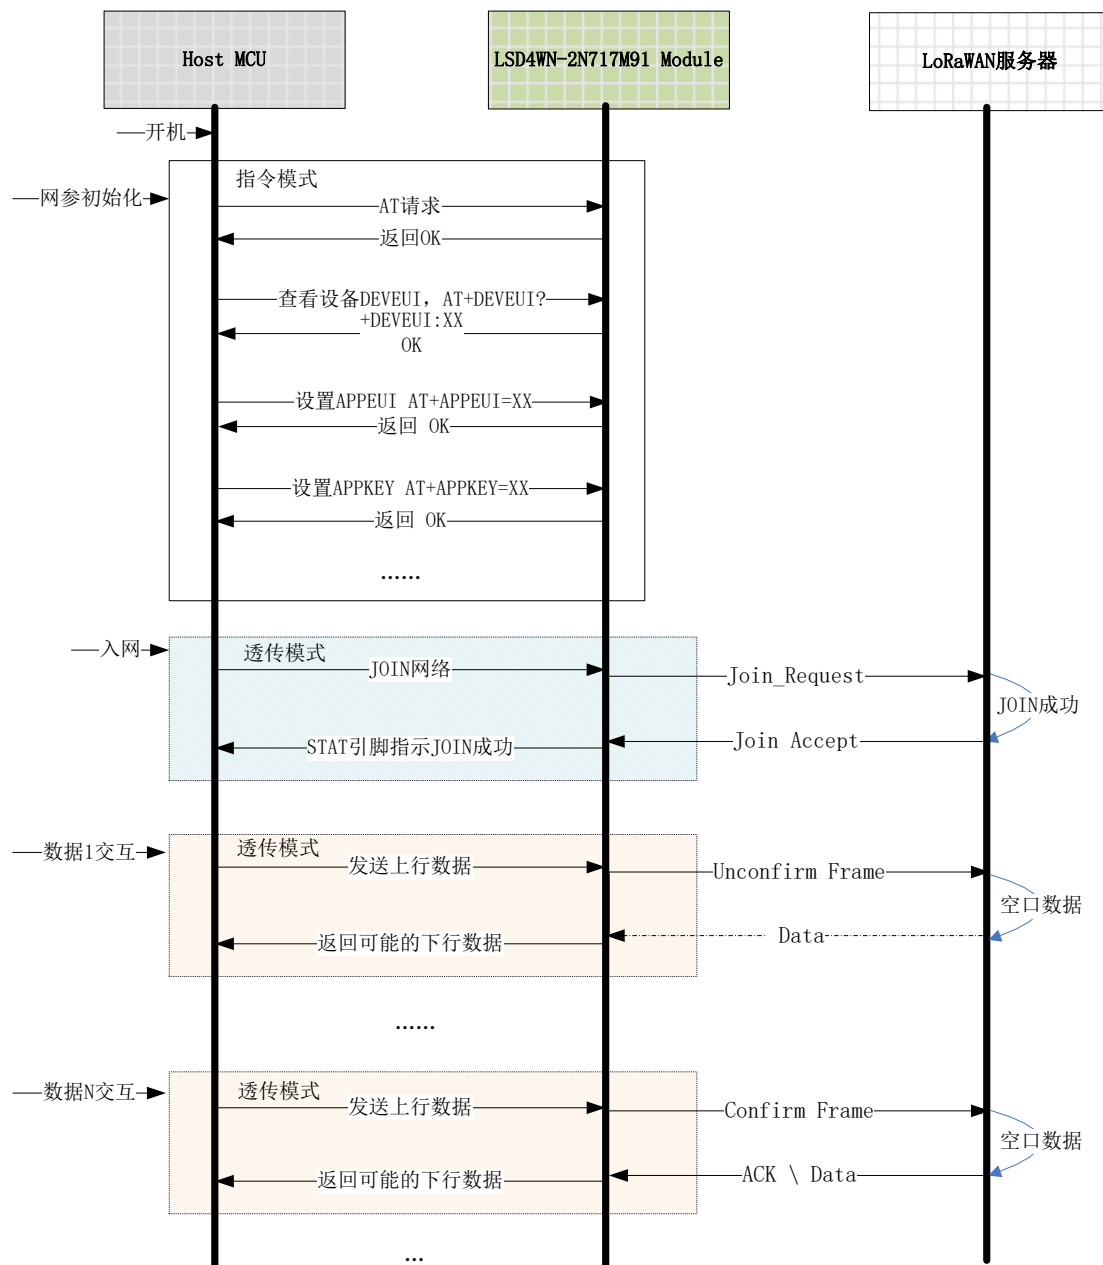 Host MCU
LSD4WN-2N717M91 Module
LoRaWAN服务器
开机
指令模式
网参初始化
AT请求
返回OK
查看设备DEVEUI, AT+DEVEUI?
+DEVEUI:XX
OK
设置APPEUI AT+APPEUI=XX
返回 OK
设置APPKEY AT+APPKEY=XX
返回 OK
......
入网
透传模式
JOIN网络
Join_Request
JOIN成功
Join Accept
STAT引脚指示JOIN成功
数据1交互
透传模式
发送上行数据
Unconfirm Frame
空口数据
Data
返回可能的下行数据
......
数据N交互
透传模式
发送上行数据
Confirm Frame
空口数据
ACK \ Data
返回可能的下行数据
...